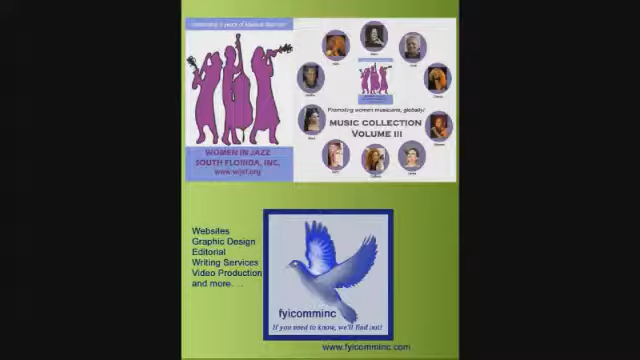 WOMEN IN JAZZ
SOUTH FLORIDA, INC.
www.wijsf.org
Promoting women musicians, globally!
MUSIC COLLECTION
VOLUME III
Websites
Graphic Design
Editorial
Writing Services
Video Production
and more. ...
fyicomminc
If you need to know, we'll find out!
www.fyicomminc.com